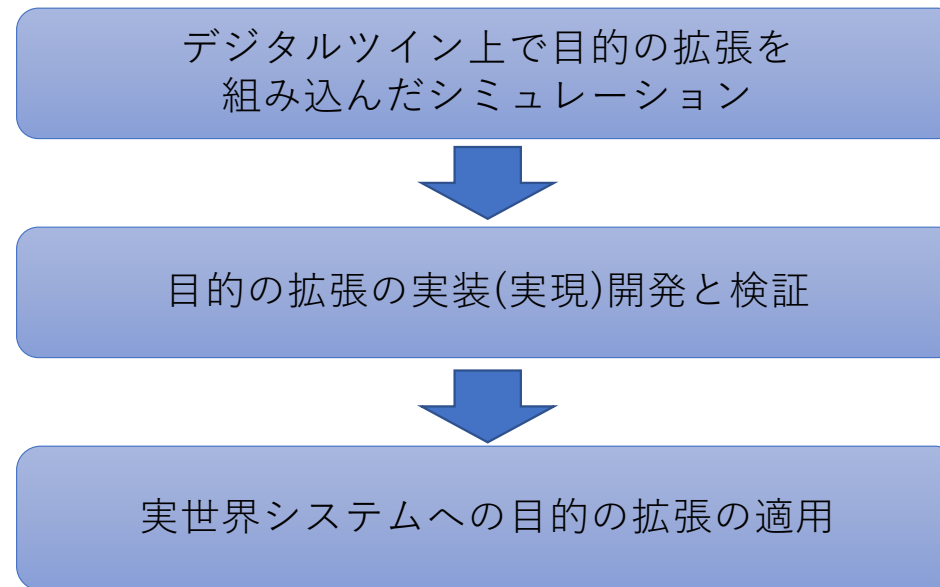 デジタルツイン上で目的の拡張を
組み込んだシミュレーション
目的の拡張の実装(実現)開発と検証
実世界システムへの目的の拡張の適用